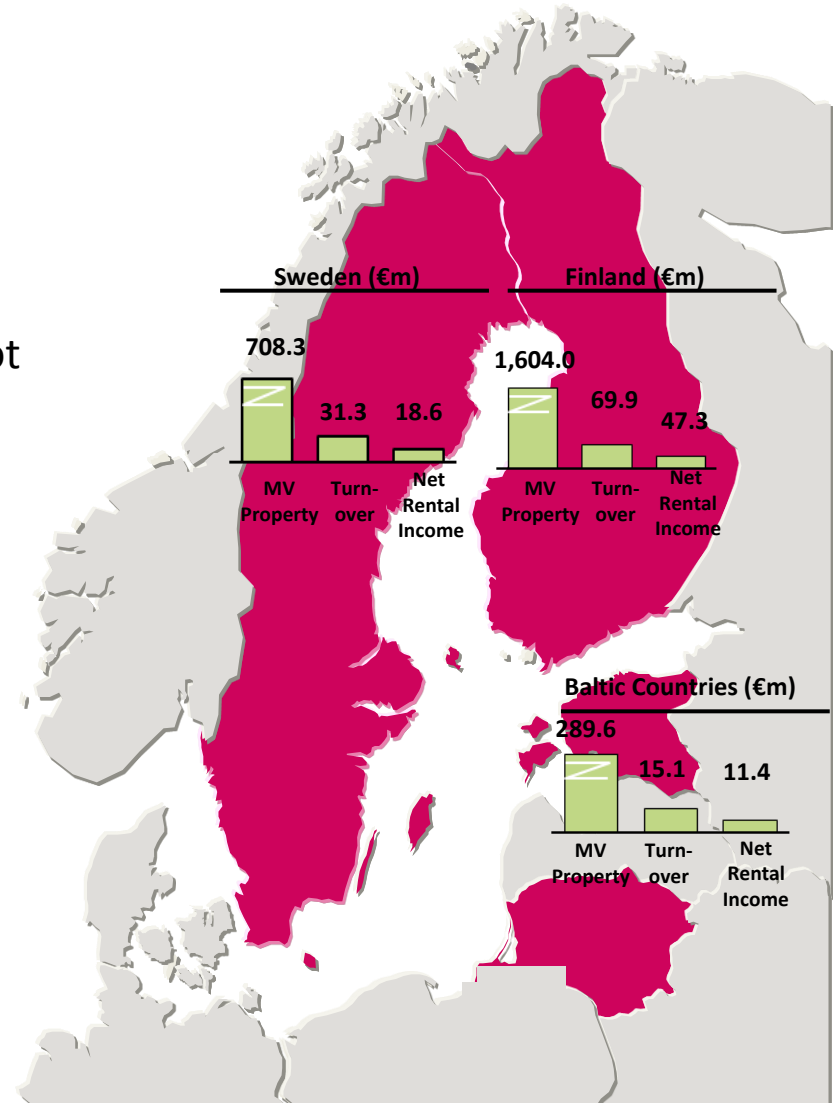 Sweden (€m)
Finland (€m)
708.3
31.3
18.6
MV
Property
Turn-
over
Net
Rental
Income
1,604.0
69.9
47.3
MV
Property
Turn-
over
Net
Rental
Income
Baltic Countries (€m)
289.6
15.1
11.4
MV
Property
Turn-
over
Net
Rental
Income